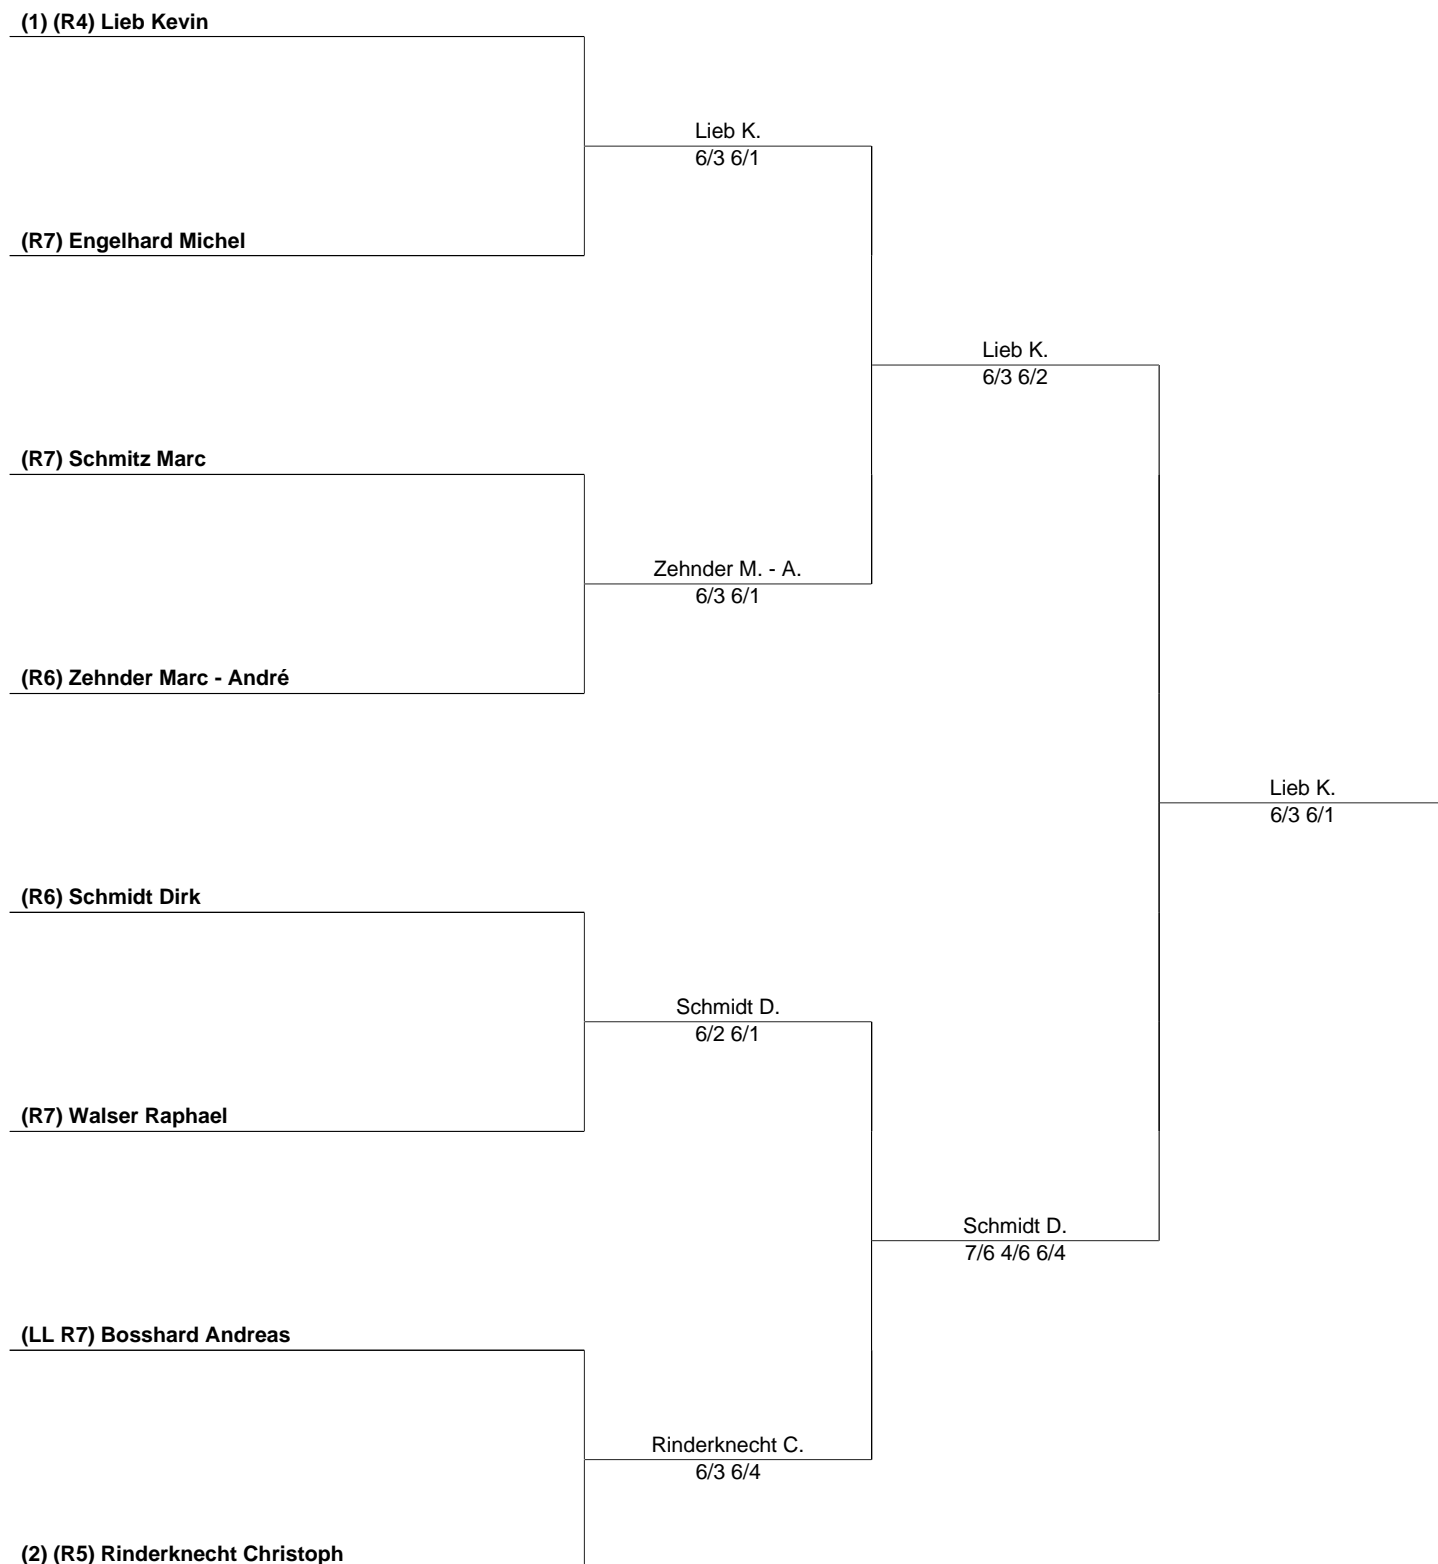 (1) (R4) Lieb Kevin
Lieb K.
6/3 6/1
(R7) Engelhard Michel
Lieb K.
6/3 6/2
(R7) Schmitz Marc
Zehnder M. - A.
6/3 6/1
(R6) Zehnder Marc - André
Lieb K.
6/3 6/1
(R6) Schmidt Dirk
Schmidt D.
6/2 6/1
(R7) Walser Raphael
Schmidt D.
7/6 4/6 6/4
(LL R7) Bosshard Andreas
Rinderknecht C.
6/3 6/4
(2) (R5) Rinderknecht Christoph